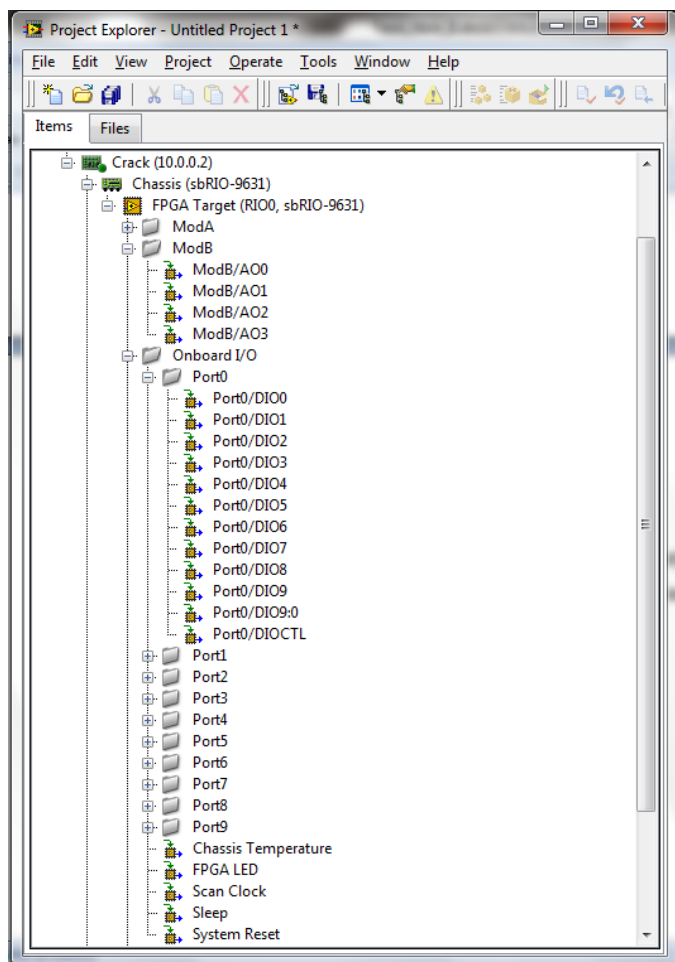 Project Explorer - Untitled Project 1 *
File Edit View Project Operate Tools Window Help
Items Files
Crack (10.0.0.2)
Chassis (sbRIO-9631)
FPGA Target (RIO0, sbRIO-9631)
ModA
ModB
ModB/AO0
ModB/AO1
ModB/AO2
ModB/AO3
Onboard I/O
Port0
Port0/DIO0
Port0/DIO1
Port0/DIO2
Port0/DIO3
Port0/DIO4
Port0/DIO5
Port0/DIO6
Port0/DIO7
Port0/DIO8
Port0/DIO9
Port0/DIO9:0
Port0/DIOCTL
Port1
Port2
Port3
Port4
Port5
Port6
Port7
Port8
Port9
Chassis Temperature
FPGA LED
Scan Clock
Sleep
System Reset